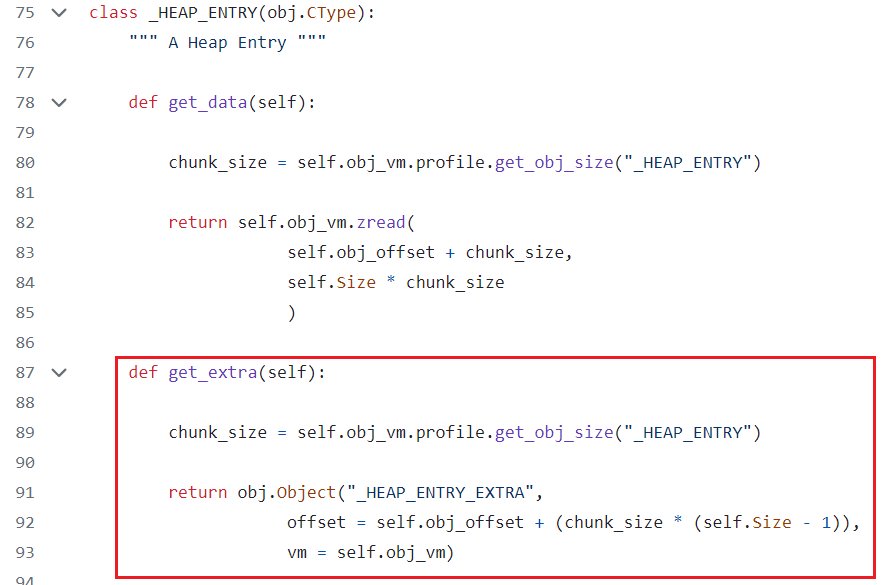 75 class _HEAP_ENTRY(obj.CType):
76 """ A Heap Entry """
77
78 def get_data(self):
79
80 chunk_size = self.obj_vm.profile.get_obj_size("_HEAP_ENTRY")
81
82 return self.obj_vm.zread(
83 self.obj_offset + chunk_size,
84 self.Size * chunk_size
85 )
86
87 def get_extra(self):
88
89 chunk_size = self.obj_vm.profile.get_obj_size("_HEAP_ENTRY")
90
91 return obj.Object("_HEAP_ENTRY_EXTRA",
92 offset = self.obj_offset + (chunk_size * (self.Size - 1)),
93 vm = self.obj_vm)
94